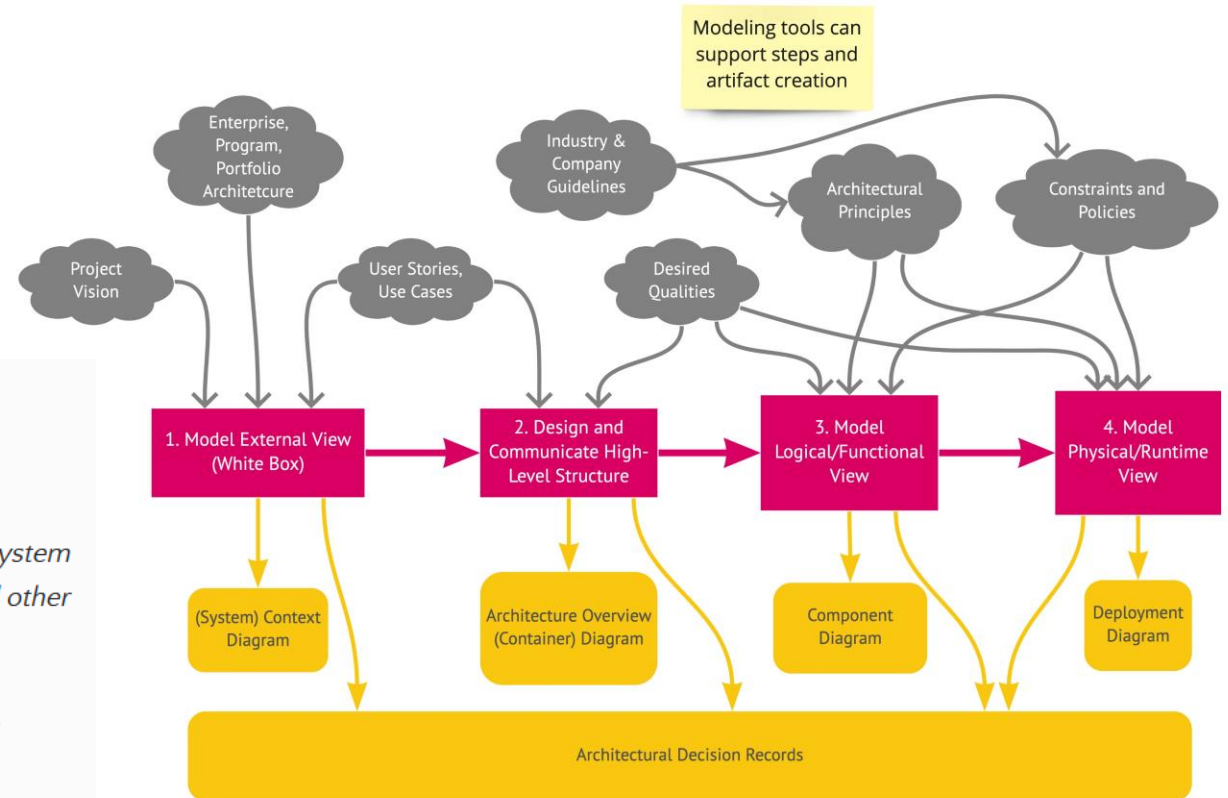 Modeling tools can
support steps and
artifact creation
Enterprise,
Program,
Portfolio
Architetcure
Industry &
Company
Guidelines
Architectural
Principles
Constraints and
Policies
Project
Vision
User Stories,
Use Cases
Desired
Qualities
1. Model External View
(White Box)
2. Design and
Communicate High-
Level Structure
3. Model
Logical/Functional
View
4. Model
Physical/Runtime
View
ystem
other
(System) Context
Diagram
Architecture Overview
(Container) Diagram
Component
Diagram
Deployment
Diagram
Architectural Decision Records